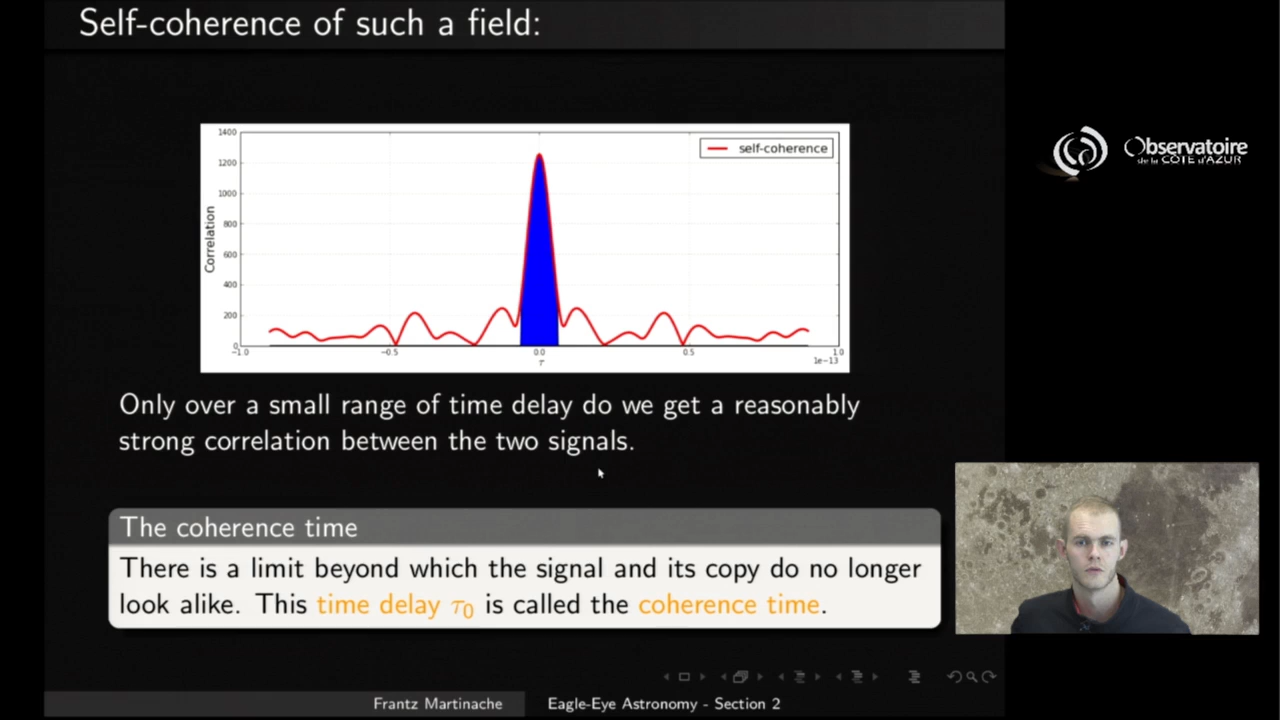 Self-coherence of such a field:
1400
1200
1000
800
600
400
200
0
Correlation
self-coherence
−1.0
−0.5
0.0
0.5
1.0
1e−13
τ
Only over a small range of time delay do we get a reasonably
strong correlation between the two signals.
The coherence time
There is a limit beyond which the signal and its copy do no longer
look alike. This time delay τ0 is called the coherence time.
Frantz Martinache
Eagle-Eye Astronomy - Section 2
Observatoire
de la CÔTE d'AZUR